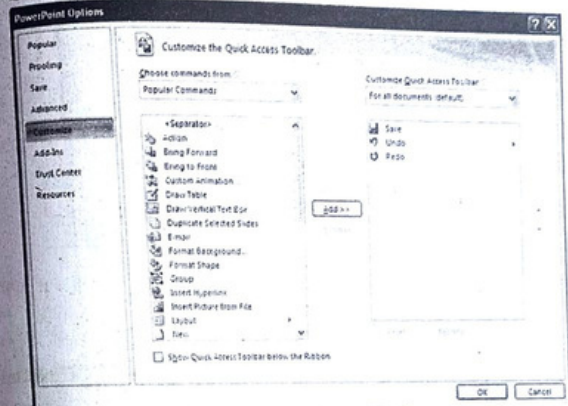 PowerPoint Options
Popular
Proofing
Save
Advanced
Customize
Add-Ins
Trust Center
Resources
Customize the Quick Access Toolbar.
Choose commands from:
Popular Commands
<Separator>
Action
Bring Forward
Bring to Front
Custom Animation
Draw Table
Draw Vertical Text Box
Duplicate Selected Slides
E-mail
Format Background...
Format Shape
Group
Insert Hyperlink
Insert Picture from File
Layout
New
Show Quick Access Toolbar below the Ribbon
Add >>
Customize Quick Access Toolbar
For all documents (default)
Save
Undo
Redo
OK
Cancel